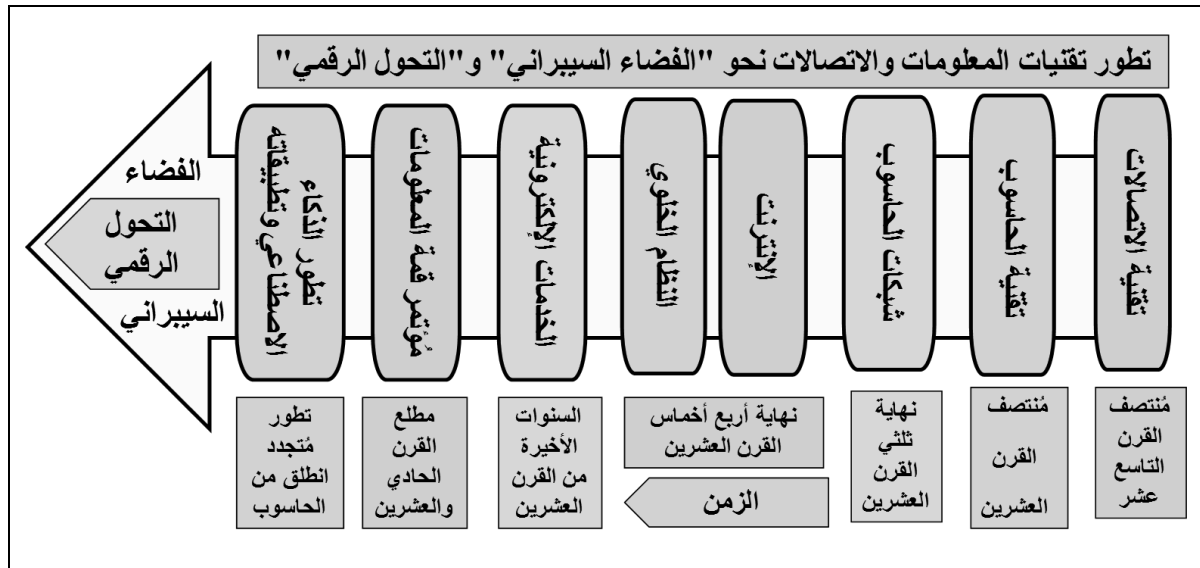 تطور تقنيات المعلومات والاتصالات نحو "الفضاء السيبراني" و"التحول الرقمي"
تقنية الاتصالات
تقنية الحاسوب
شبكات الحاسوب
الإنترنت
النظام الخلوي
الخدمات الإلكترونية
مُؤتمر قمة المعلومات
تطور الذكاء
الاصطناعي وتطبيقاته
الفضاء
التحول
الرقمي
السيبراني
مُنتصف
القرن
التاسع
عشر
مُنتصف
القرن
العشرين
نهاية
ثلثي
القرن
العشرين
نهاية أربع أخماس
القرن العشرين
الزمن
السنوات
الأخيرة
من القرن
العشرين
مطلع
القرن
الحادي
والعشرين
تطور
مُتجدد
انطلق من
الحاسوب